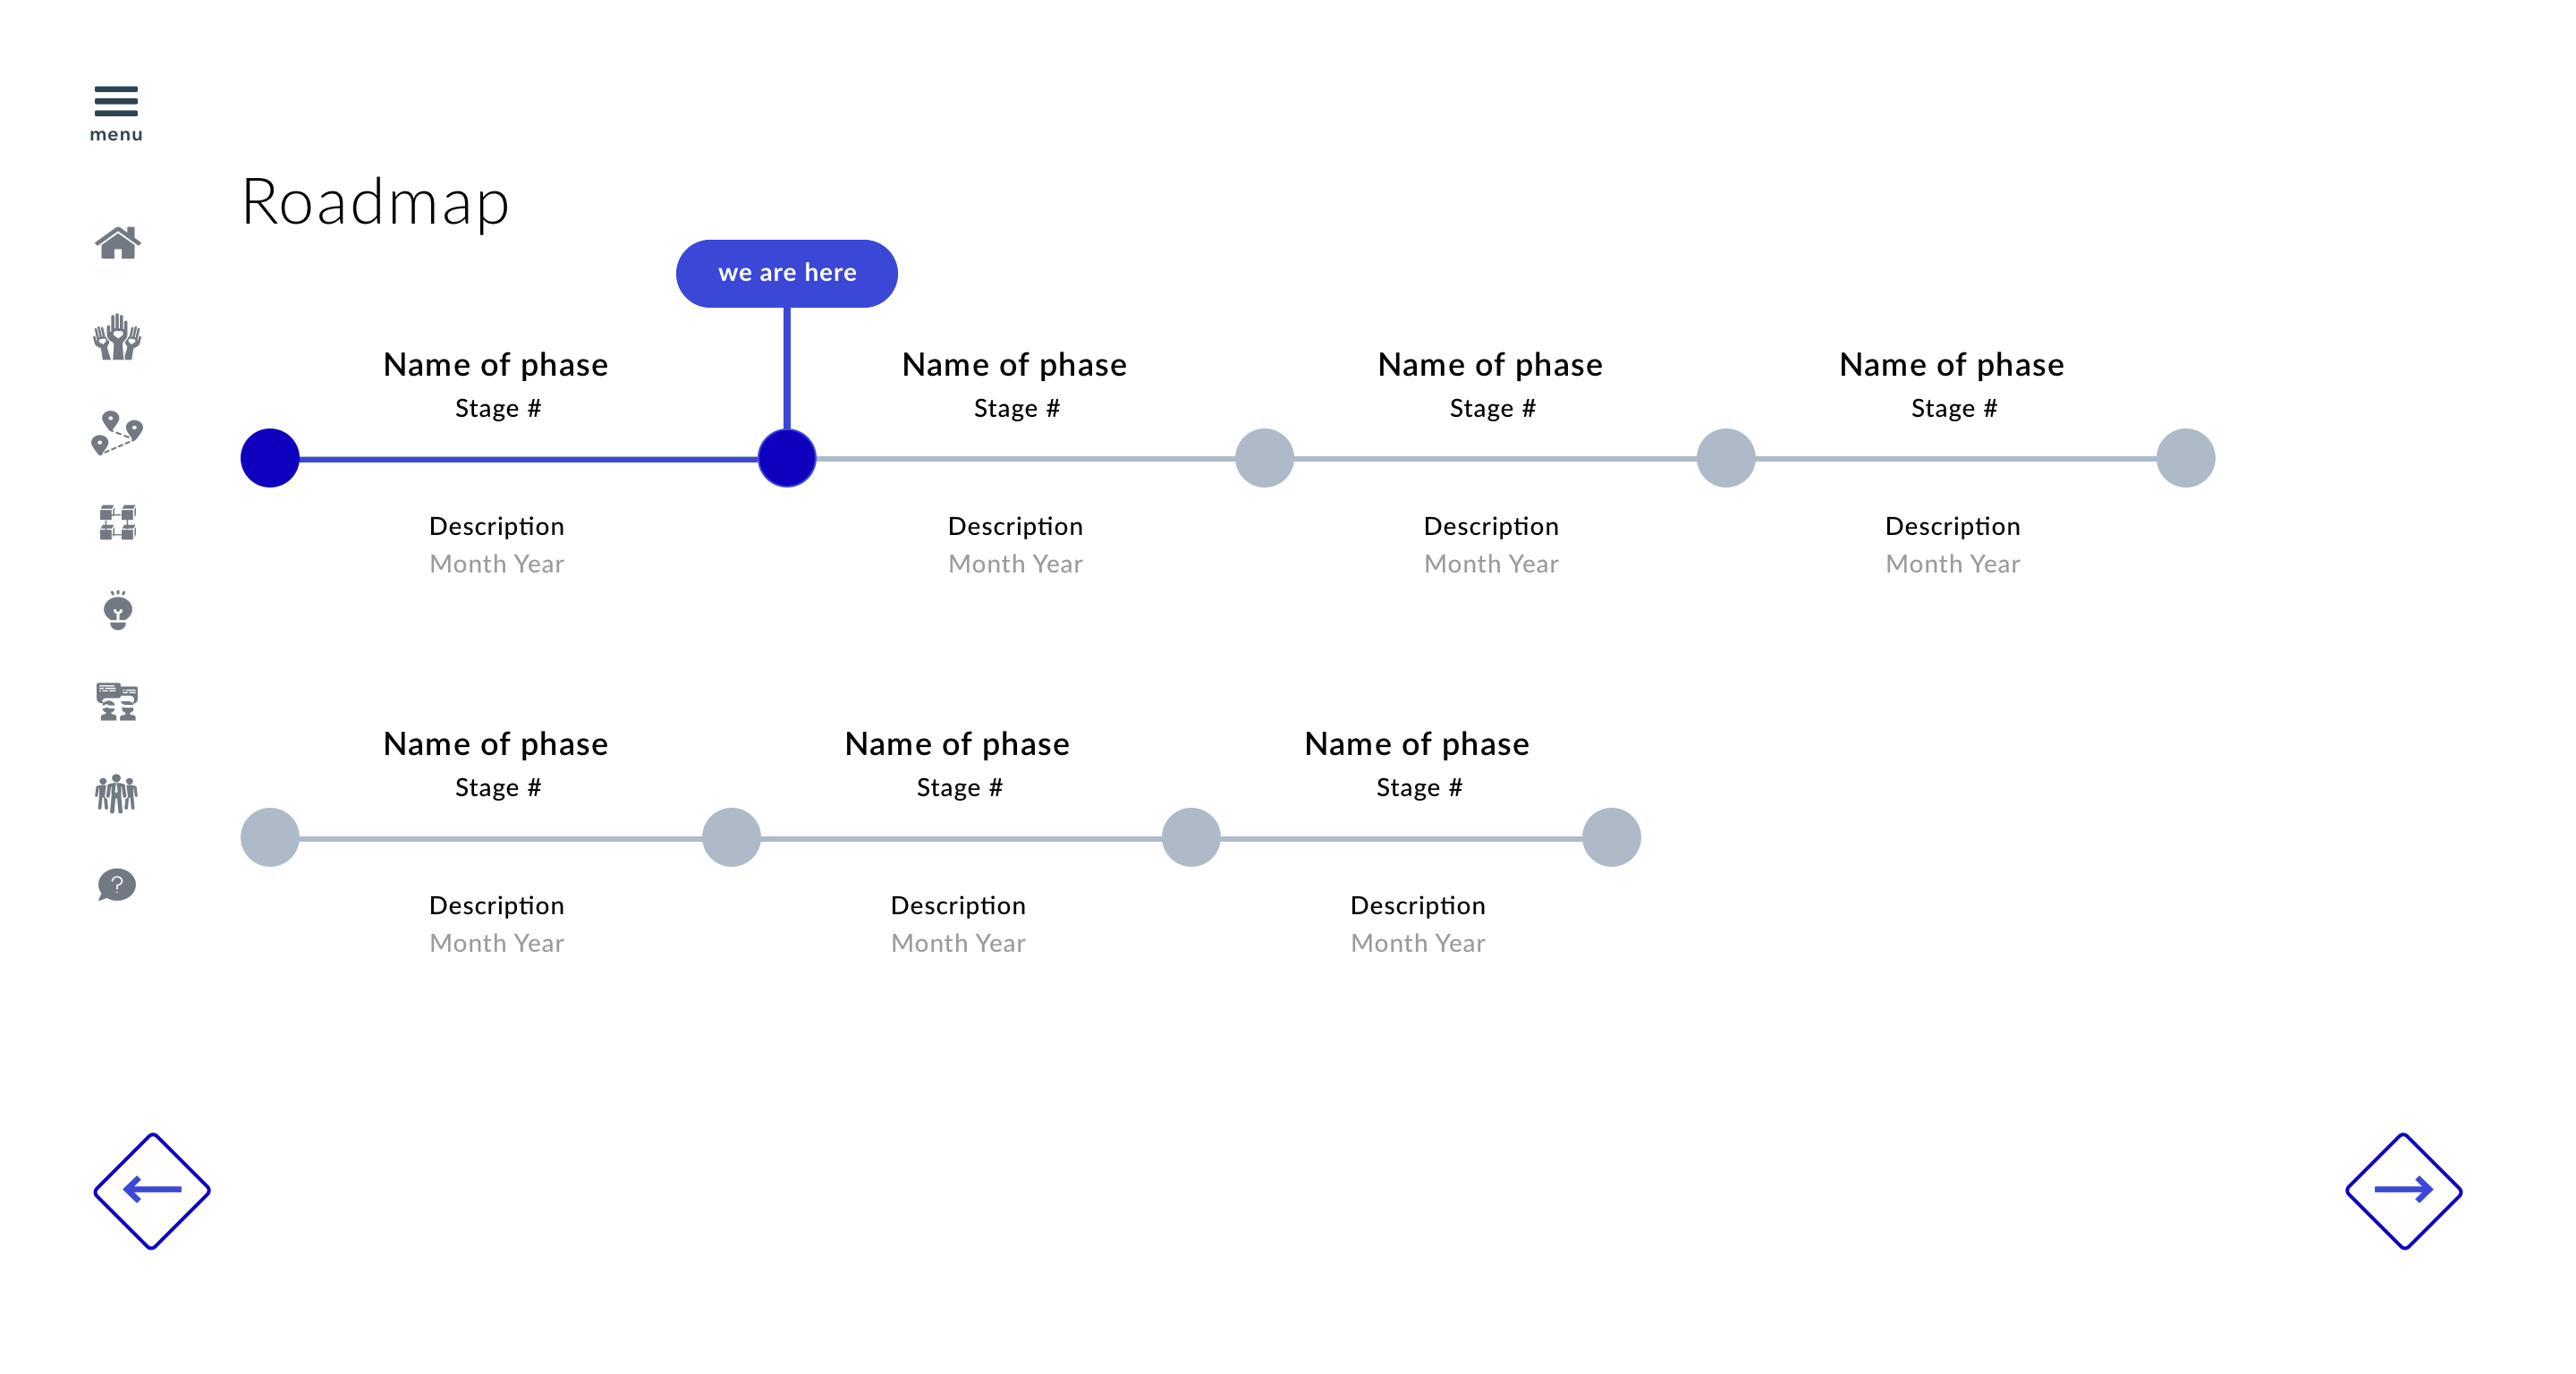 menu
Roadmap
we are here
Name of phase
Stage #
Name of phase
Stage #
Name of phase
Stage #
Name of phase
Stage #
Description
Month Year
Description
Month Year
Description
Month Year
Description
Month Year
Name of phase
Stage #
Name of phase
Stage #
Name of phase
Stage #
Description
Month Year
Description
Month Year
Description
Month Year
?